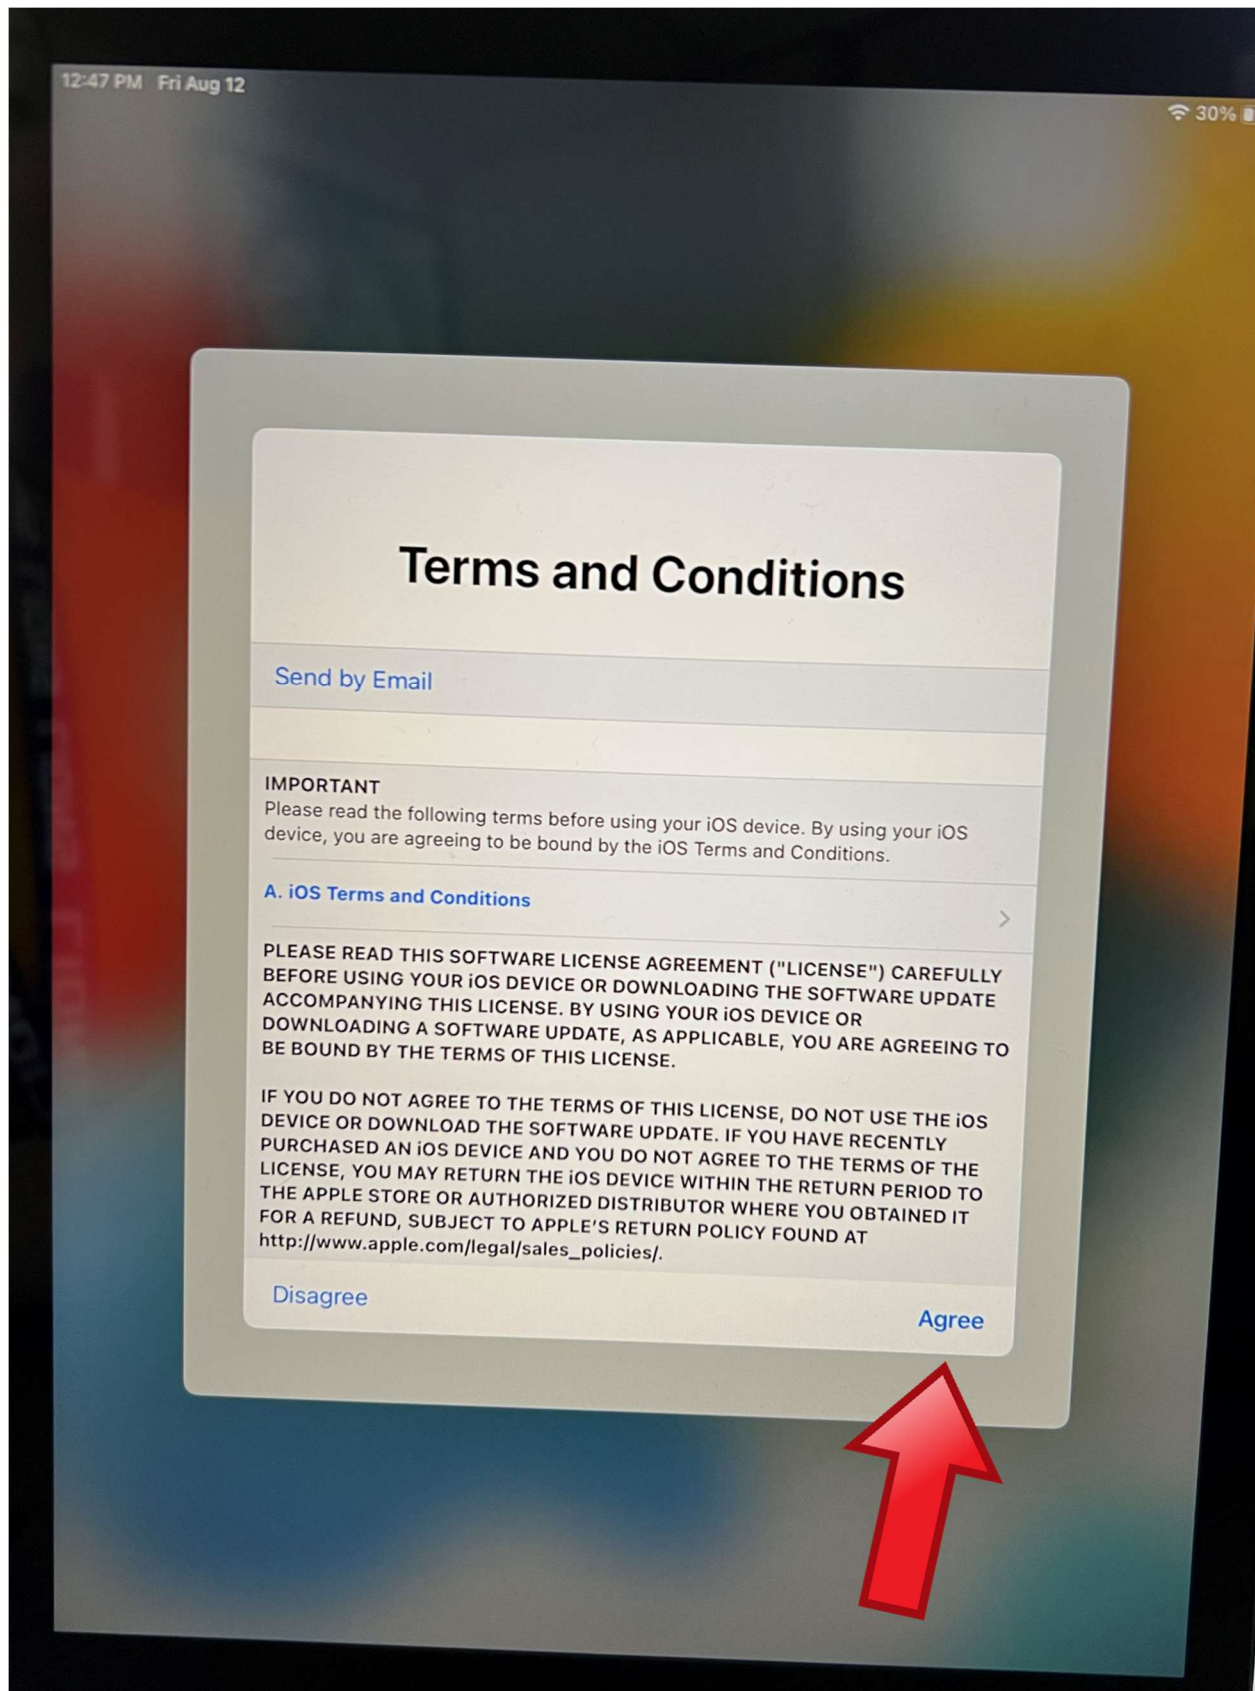 12:47 PM Fri Aug 12
30%
Terms and Conditions
Send by Email
IMPORTANT
Please read the following terms before using your iOS device. By using your iOS
device, you are agreeing to be bound by the iOS Terms and Conditions.
A. iOS Terms and Conditions
PLEASE READ THIS SOFTWARE LICENSE AGREEMENT ("LICENSE") CAREFULLY
BEFORE USING YOUR iOS DEVICE OR DOWNLOADING THE SOFTWARE UPDATE
ACCOMPANYING THIS LICENSE. BY USING YOUR iOS DEVICE OR
DOWNLOADING A SOFTWARE UPDATE, AS APPLICABLE, YOU ARE AGREEING TO
BE BOUND BY THE TERMS OF THIS LICENSE.
IF YOU DO NOT AGREE TO THE TERMS OF THIS LICENSE, DO NOT USE THE iOS
DEVICE OR DOWNLOAD THE SOFTWARE UPDATE. IF YOU HAVE RECENTLY
PURCHASED AN iOS DEVICE AND YOU DO NOT AGREE TO THE TERMS OF THE
LICENSE, YOU MAY RETURN THE iOS DEVICE WITHIN THE RETURN PERIOD TO
THE APPLE STORE OR AUTHORIZED DISTRIBUTOR WHERE YOU OBTAINED IT
FOR A REFUND, SUBJECT TO APPLE'S RETURN POLICY FOUND AT
http://www.apple.com/legal/sales_policies/.
Disagree
Agree